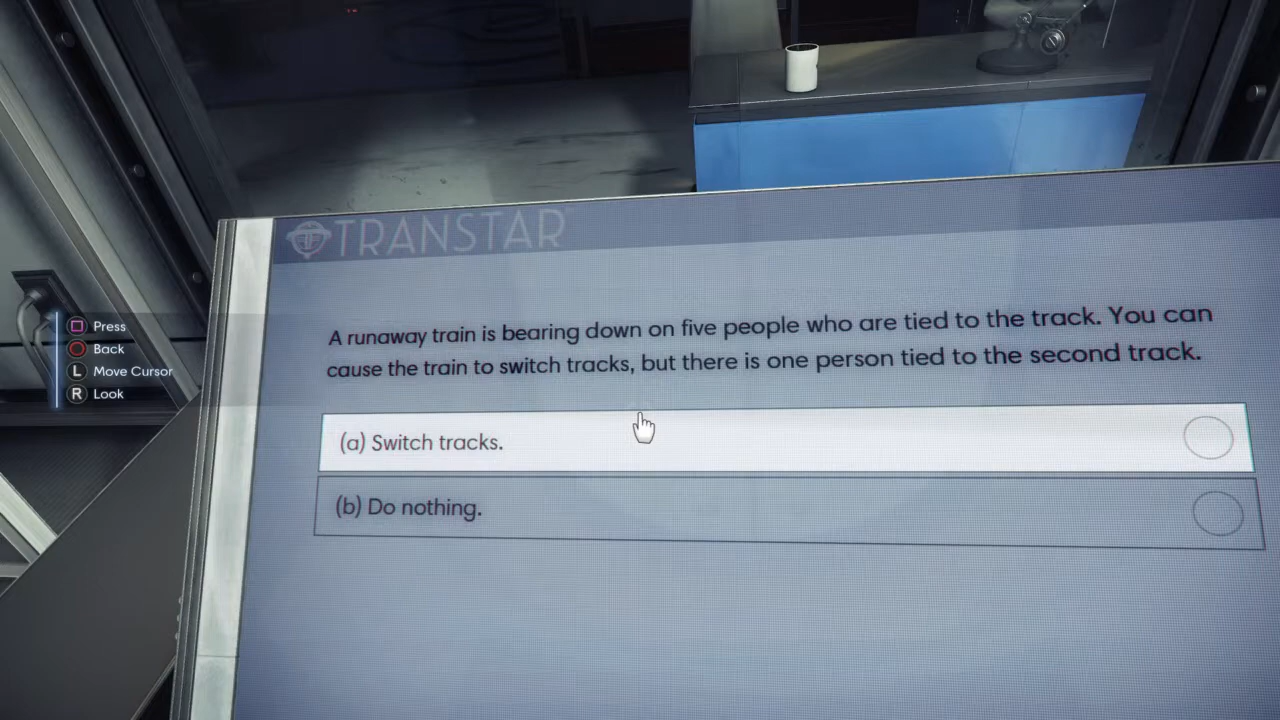 TRANSTAR
A runaway train is bearing down on five people who are tied to the track. You can
cause the train to switch tracks, but there is one person tied to the second track.
Press
Back
L Move Cursor
R Look
(a) Switch tracks.
(b) Do nothing.